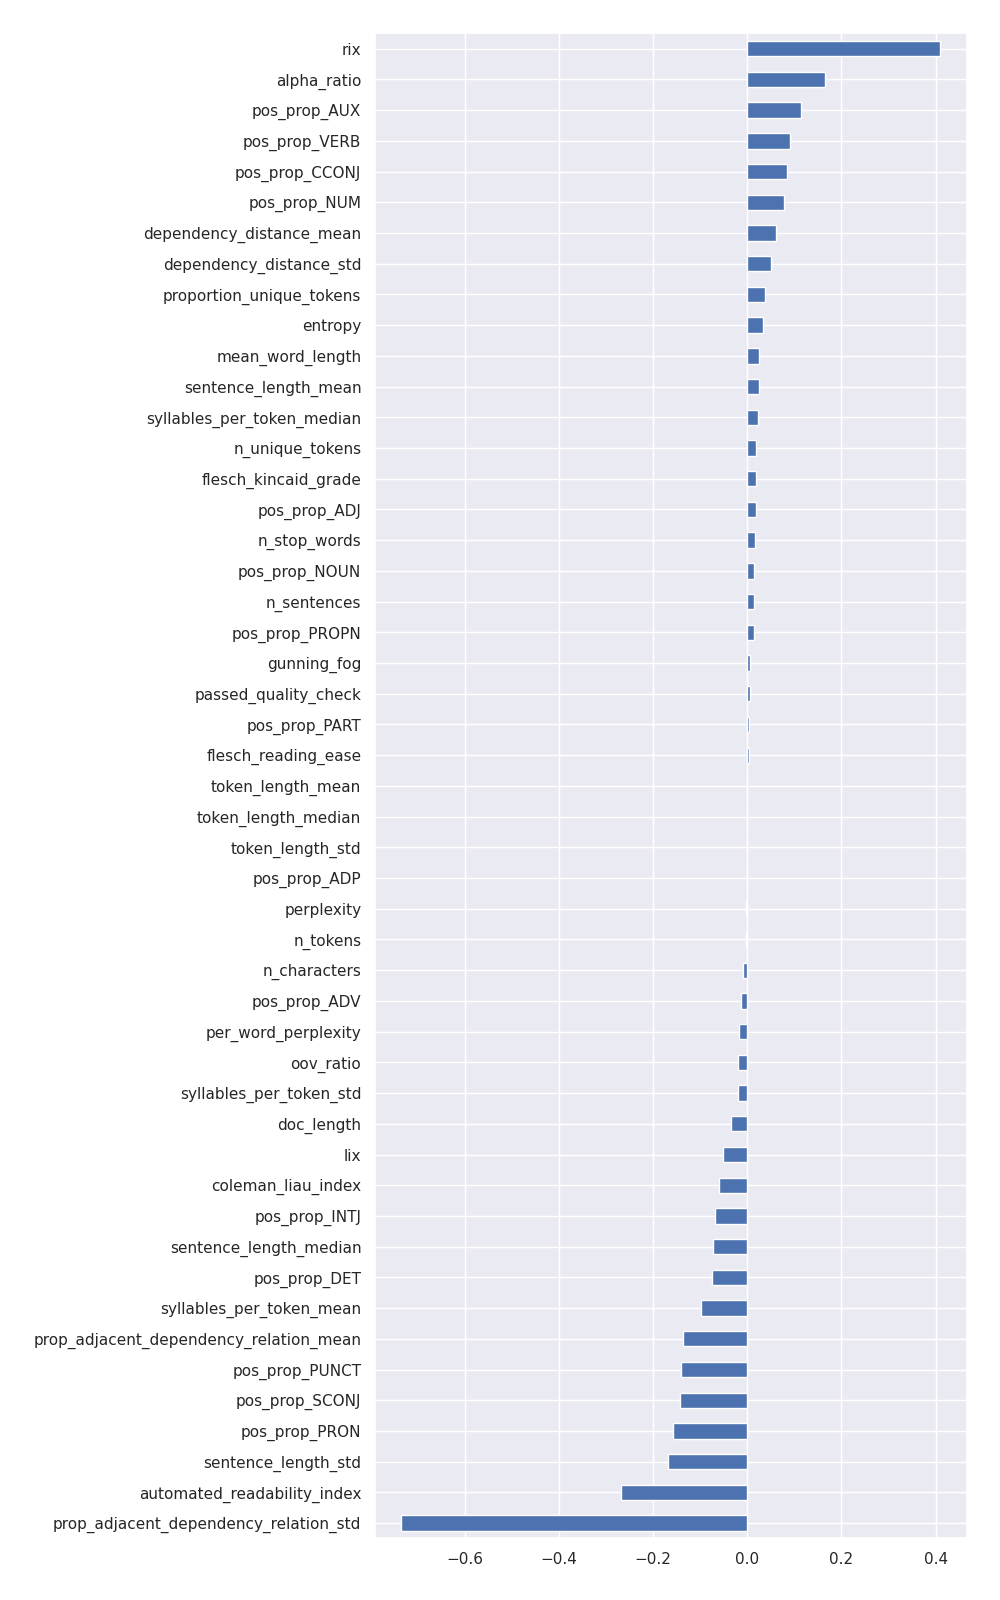 rix
alpha_ratio
pos_prop_AUX
pos_prop_VERB
pos_prop_CCONJ
pos_prop_NUM
dependency_distance_mean
dependency_distance_std
proportion_unique_tokens
entropy
mean_word_length
sentence_length_mean
syllables_per_token_median
n_unique_tokens
flesch_kincaid_grade
pos_prop_ADJ
n_stop_words
pos_prop_NOUN
n_sentences
pos_prop_PROPN
gunning_fog
passed_quality_check
pos_prop_PART
flesch_reading_ease
token_length_mean
token_length_median
token_length_std
pos_prop_ADP
perplexity
n_tokens
n_characters
pos_prop_ADV
per_word_perplexity
oov_ratio
syllables_per_token_std
doc_length
lix
coleman_liau_index
pos_prop_INTJ
sentence_length_median
pos_prop_DET
syllables_per_token_mean
prop_adjacent_dependency_relation_mean
pos_prop_PUNCT
pos_prop_SCONJ
pos_prop_PRON
sentence_length_std
automated_readability_index
prop_adjacent_dependency_relation_std
−0.6 −0.4 −0.2 0.0 0.2 0.4